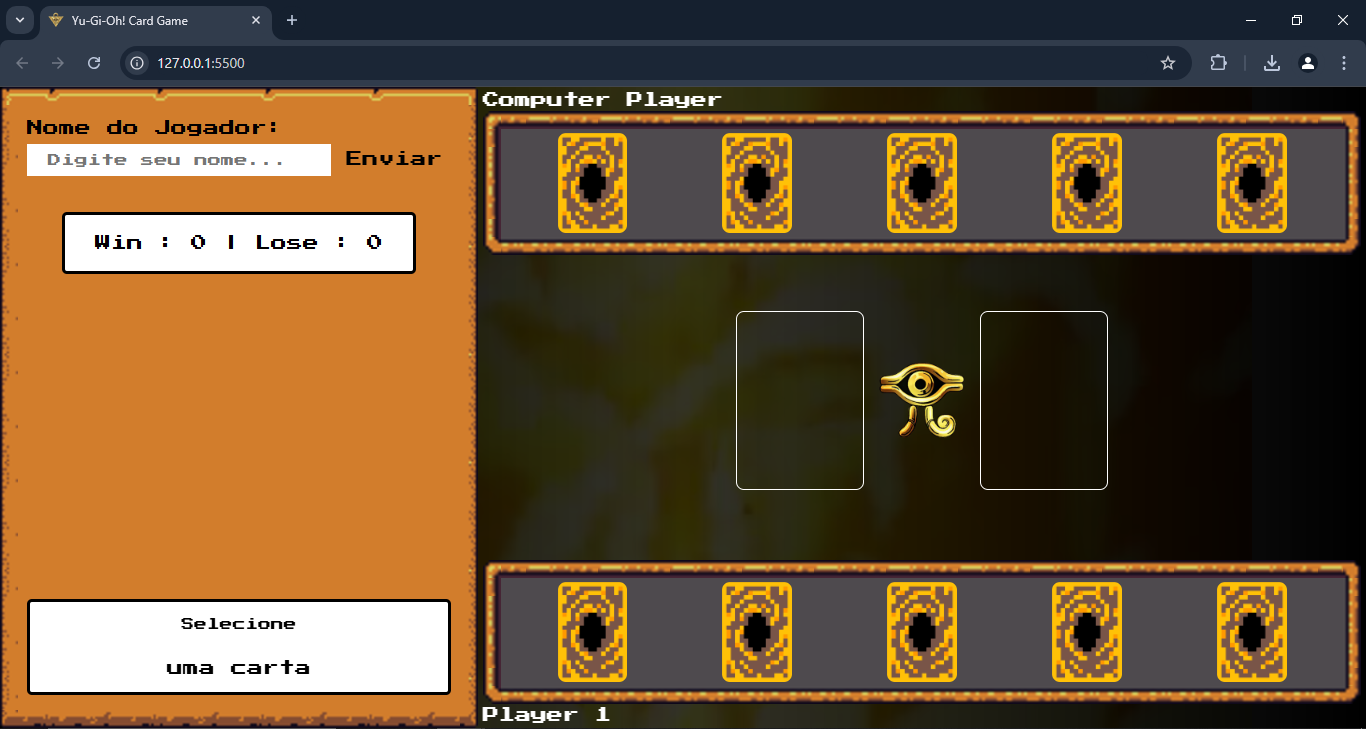 Yu-Gi-Oh! Card Game
127.0.0.1:5500
Nome do Jogador:
Digite seu nome... Enviar
Win : 0 | Lose : 0
Selecione
uma carta
Computer Player
Player 1